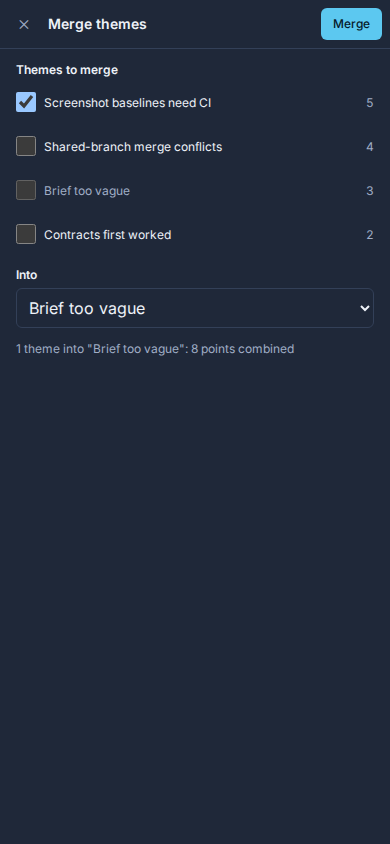 Merge themes
Merge
Themes to merge
Screenshot baselines need CI 5
Shared-branch merge conflicts 4
Brief too vague 3
Contracts first worked 2
Into
Brief too vague
1 theme into "Brief too vague": 8 points combined